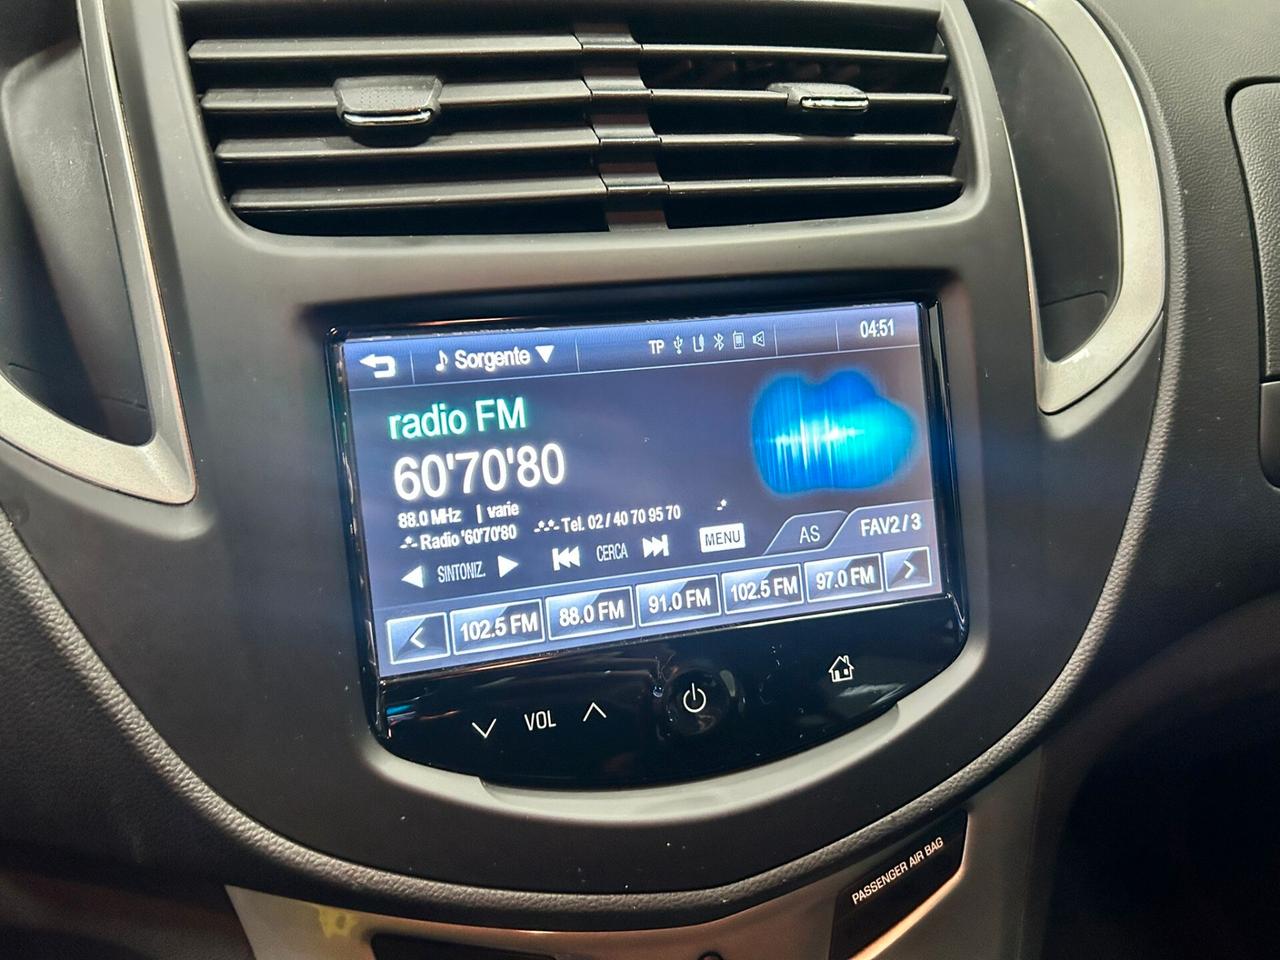 Sorgente TP 04:51
radio FM
60'70'80
88.0 MHz | varie
Radio '60'70'80 Tel. 02 / 40 70 95 70
SINTONIZ. CERCA MENU AS FAV2 / 3
102.5 FM 88.0 FM 91.0 FM 102.5 FM 97.0 FM
VOL
PASSENGER AIR BAG